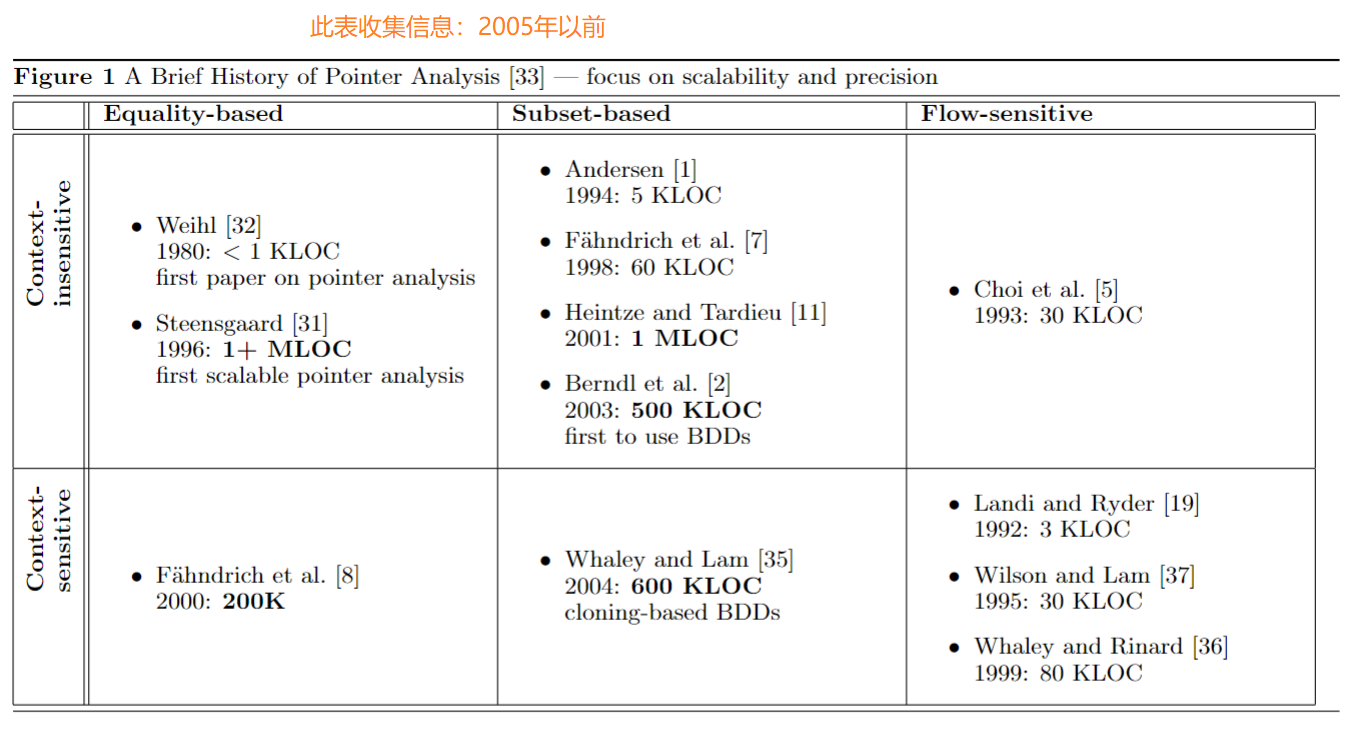 此表收集信息：2005年以前
Figure 1 A Brief History of Pointer Analysis [33] — focus on scalability and precision
Equality-based
Subset-based
Flow-sensitive
Context-
insensitive
• Weihl [32]
1980: < 1 KLOC
first paper on pointer analysis
• Steensgaard [31]
1996: 1+ MLOC
first scalable pointer analysis
• Andersen [1]
1994: 5 KLOC
• Fähndrich et al. [7]
1998: 60 KLOC
• Heintze and Tardieu [11]
2001: 1 MLOC
• Berndl et al. [2]
2003: 500 KLOC
first to use BDDs
• Choi et al. [5]
1993: 30 KLOC
Context-
sensitive
• Fähndrich et al. [8]
2000: 200K
• Whaley and Lam [35]
2004: 600 KLOC
cloning-based BDDs
• Landi and Ryder [19]
1992: 3 KLOC
• Wilson and Lam [37]
1995: 30 KLOC
• Whaley and Rinard [36]
1999: 80 KLOC